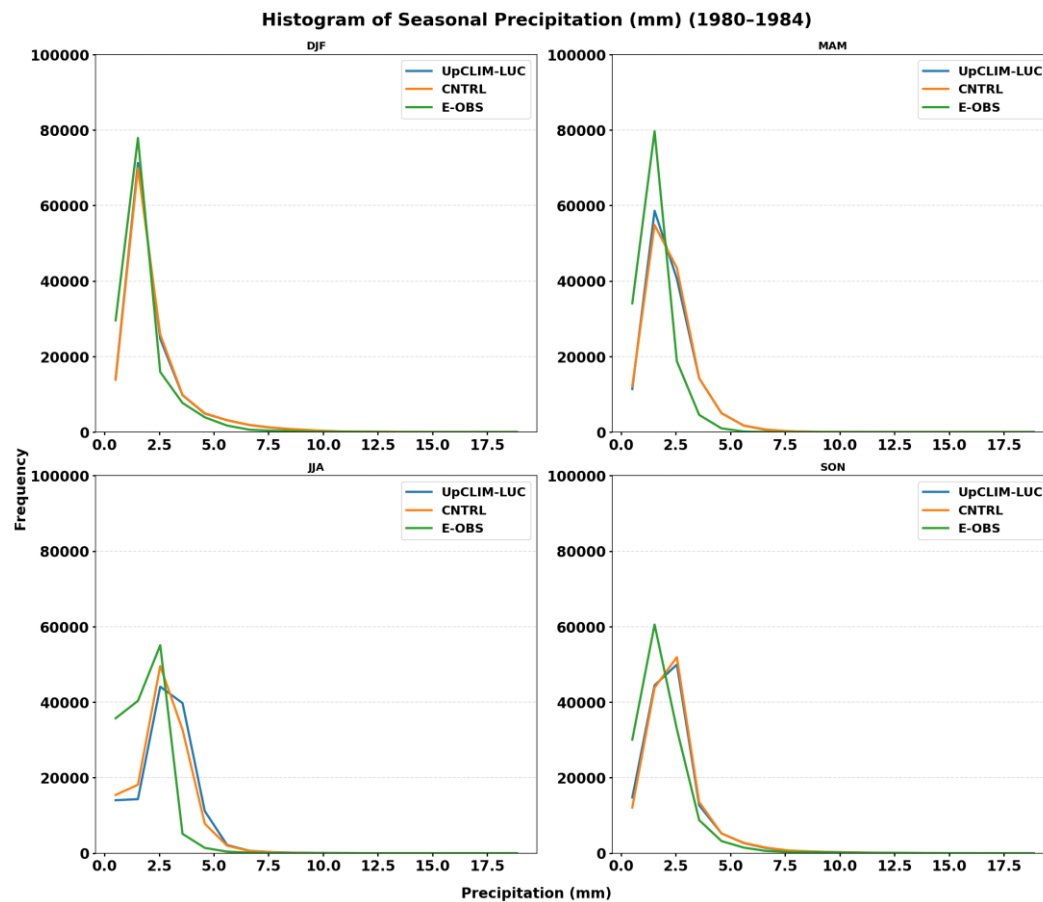 Histogram of Seasonal Precipitation (mm) (1980–1984)
DJF
100000
80000
60000
40000
20000
0
0.0 2.5 5.0 7.5 10.0 12.5 15.0 17.5
UpCLIM-LUC
CNTRL
E-OBS
MAM
100000
80000
60000
40000
20000
0
0.0 2.5 5.0 7.5 10.0 12.5 15.0 17.5
UpCLIM-LUC
CNTRL
E-OBS
Frequency
JJA
100000
80000
60000
40000
20000
0
0.0 2.5 5.0 7.5 10.0 12.5 15.0 17.5
UpCLIM-LUC
CNTRL
E-OBS
SON
100000
80000
60000
40000
20000
0
0.0 2.5 5.0 7.5 10.0 12.5 15.0 17.5
UpCLIM-LUC
CNTRL
E-OBS
Precipitation (mm)